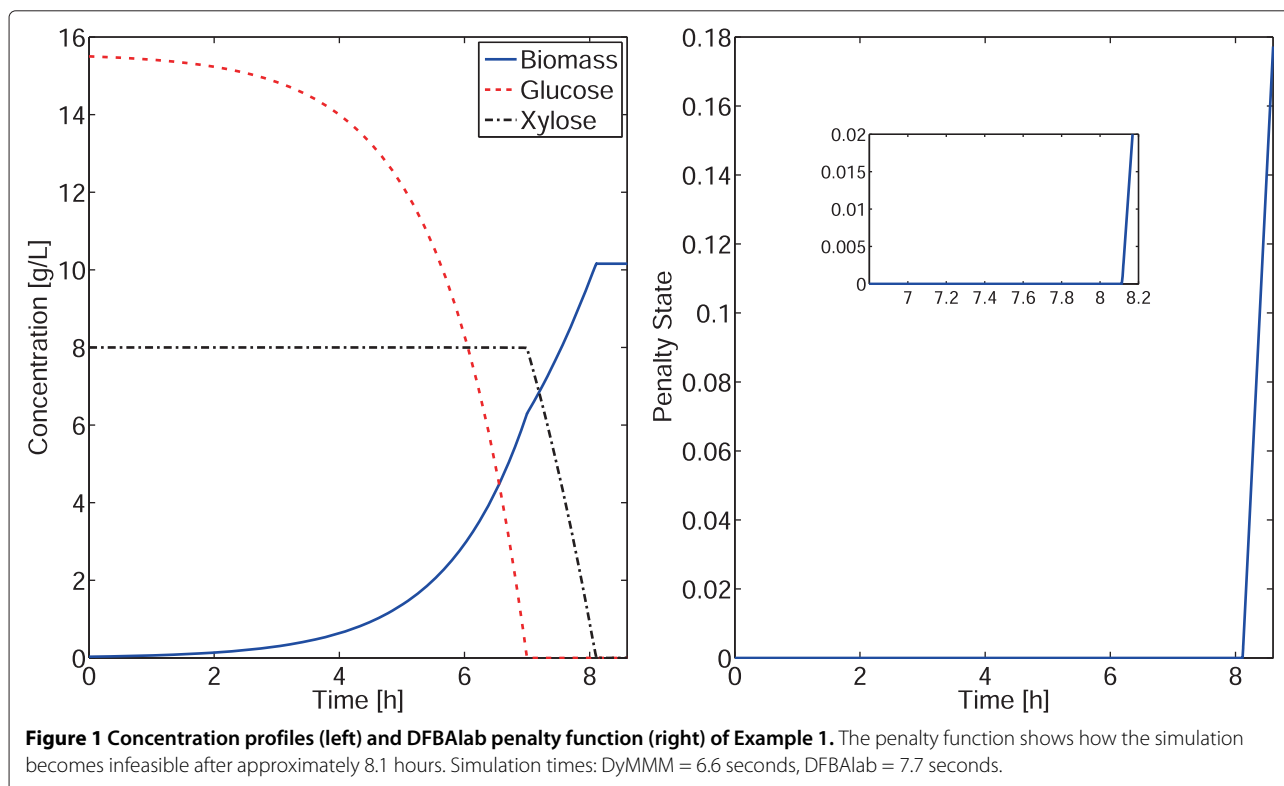 16
14
12
10
8
6
4
2
0
Concentration [g/L]
0 2 4 6 8
Time [h]
Biomass
Glucose
Xylose
0.18
0.16
0.14
0.12
0.1
0.08
0.06
0.04
0.02
0
Penalty State
0 2 4 6 8
Time [h]
0.02
0.015
0.01
0.005
0
7 7.2 7.4 7.6 7.8 8 8.2
Figure 1 Concentration profiles (left) and DFBAlab penalty function (right) of Example 1. The penalty function shows how the simulation
becomes infeasible after approximately 8.1 hours. Simulation times: DyMMM = 6.6 seconds, DFBAlab = 7.7 seconds.